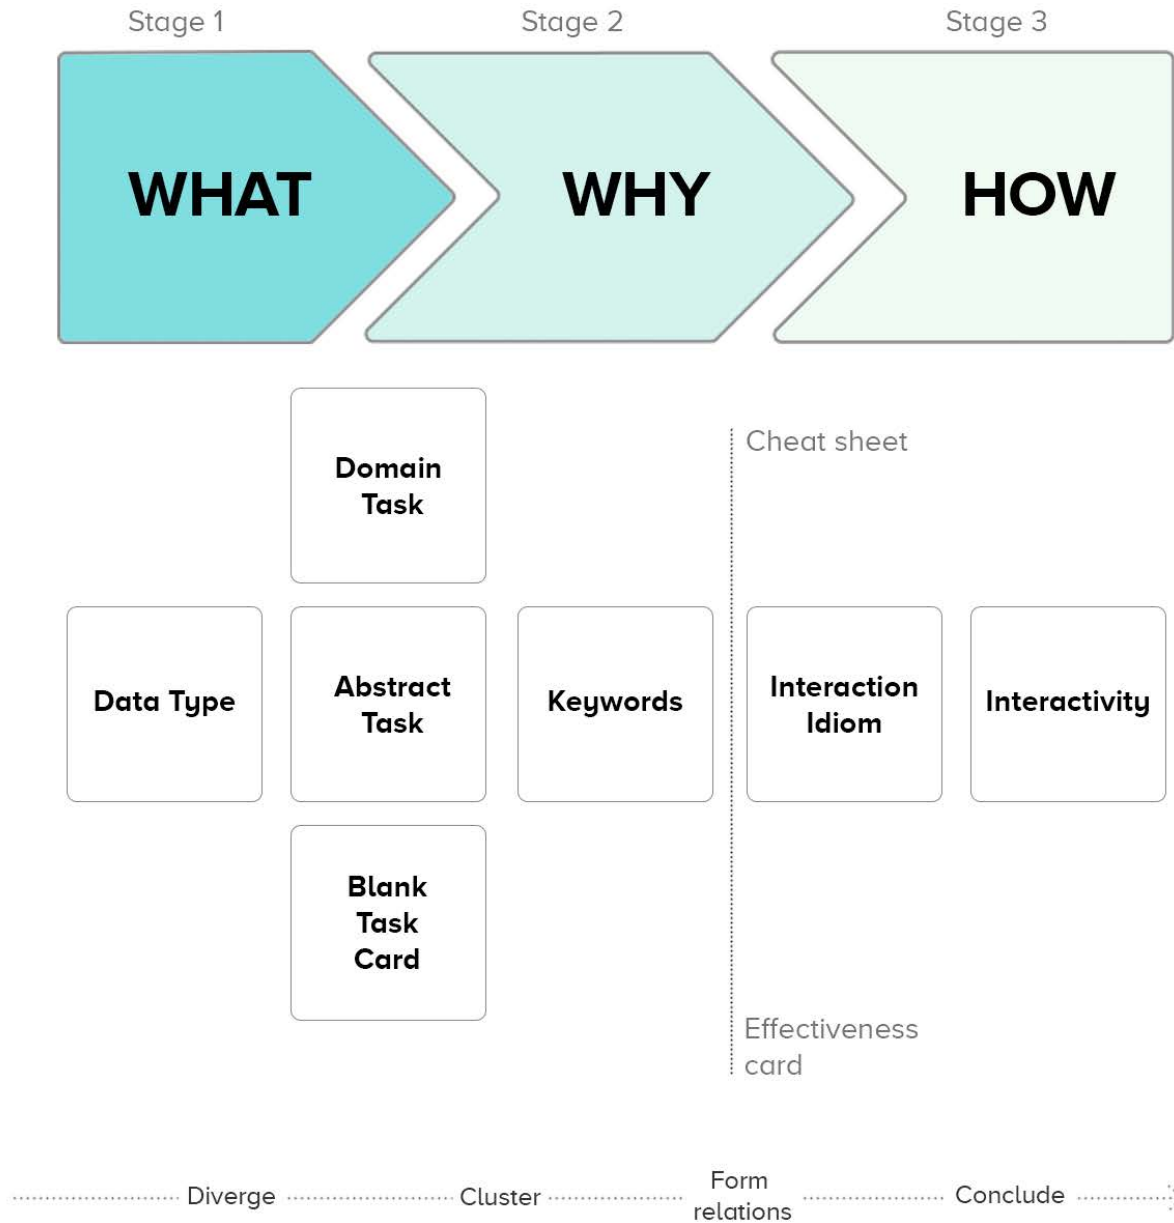 Stage 1
Stage 2
Stage 3
WHAT
WHY
HOW
Domain
Task
Cheat sheet
Data Type
Abstract
Task
Keywords
Interaction
Idiom
Interactivity
Blank
Task
Card
Effectiveness
card
Diverge
Cluster
Form
relations
Conclude